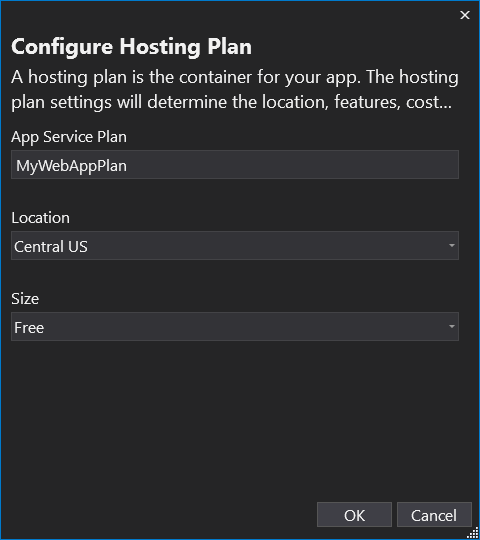 Configure Hosting Plan
A hosting plan is the container for your app. The hosting
plan settings will determine the location, features, cost...
App Service Plan
MyWebAppPlan
Location
Central US
Size
Free
OK Cancel